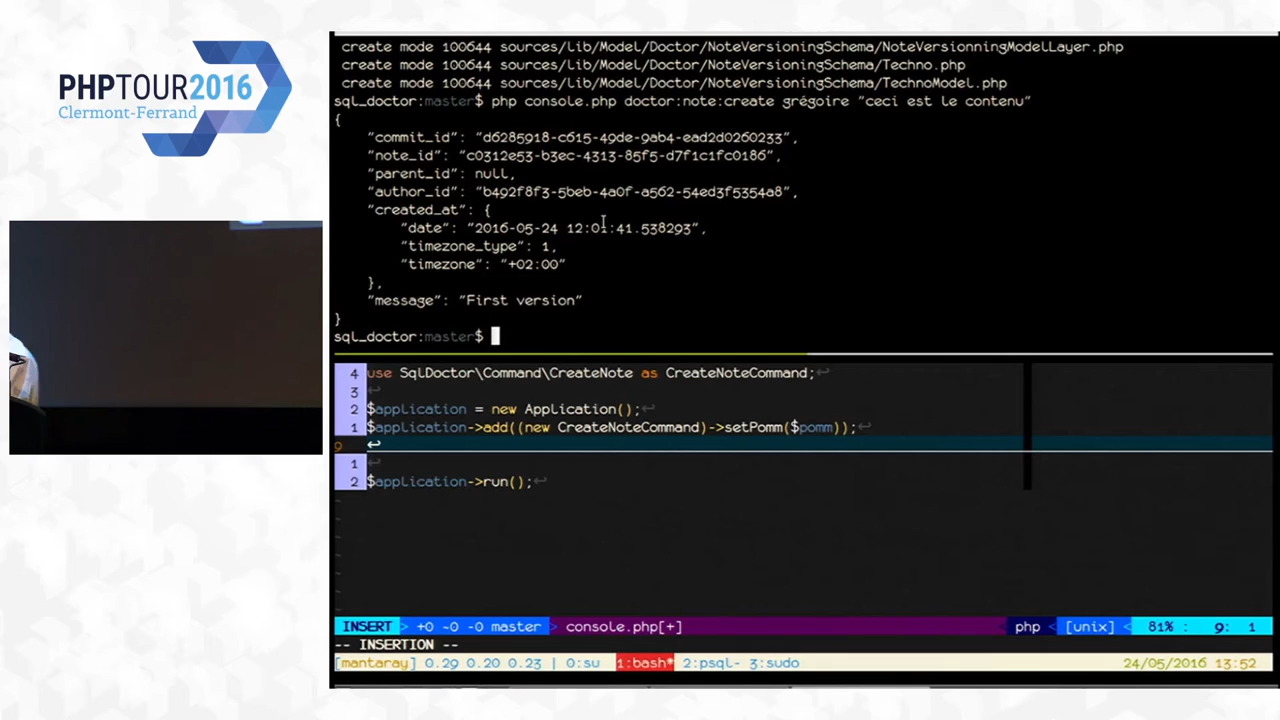 PHPTOUR2016
Clermont-Ferrand
create mode 100644 sources/lib/Model/Doctor/NoteVersioningSchema/NoteVersionningModelLayer.php
create mode 100644 sources/lib/Model/Doctor/NoteVersioningSchema/Techno.php
create mode 100644 sources/lib/Model/Doctor/NoteVersioningSchema/TechnoModel.php
sql_doctor:master$ php console.php doctor:note:create grégoire "ceci est le contenu"
{
"commit_id": "d6285918-c615-49de-9ab4-ead2d0260233",
"note_id": "c0312e53-b3ec-4313-85f5-d7f1c1fc0186",
"parent_id": null,
"author_id": "b492f8f3-5beb-4a0f-a562-54ed3f5354a8",
"created_at": {
"date": "2016-05-24 12:01:41.538293",
"timezone_type": 1,
"timezone": "+02:00"
},
"message": "First version"
}
sql_doctor:master$
4 use SqlDoctor\Command\CreateNote as CreateNoteCommand;
3
2 $application = new Application();
1 $application->add((new CreateNoteCommand)->setPomm($pomm));
9
1
2 $application->run();
INSERT > +0 ~0 -0 master > console.php[+] php < [unix] < 81% : 9: 1
-- INSERTION --
[mantaray] 0.29 0.20 0.23 | 0:su 1:bash* 2:psql- 3:sudo 24/05/2016 13:52